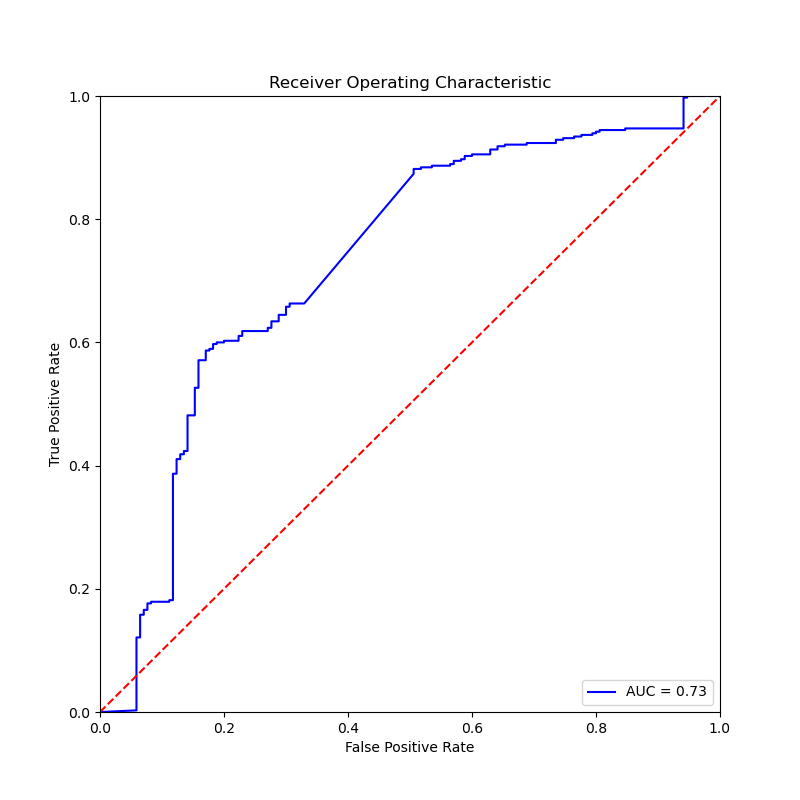 Receiver Operating Characteristic
1.0
0.8
0.6
0.4
0.2
0.0
True Positive Rate
AUC = 0.73
0.0 0.2 0.4 0.6 0.8 1.0
False Positive Rate